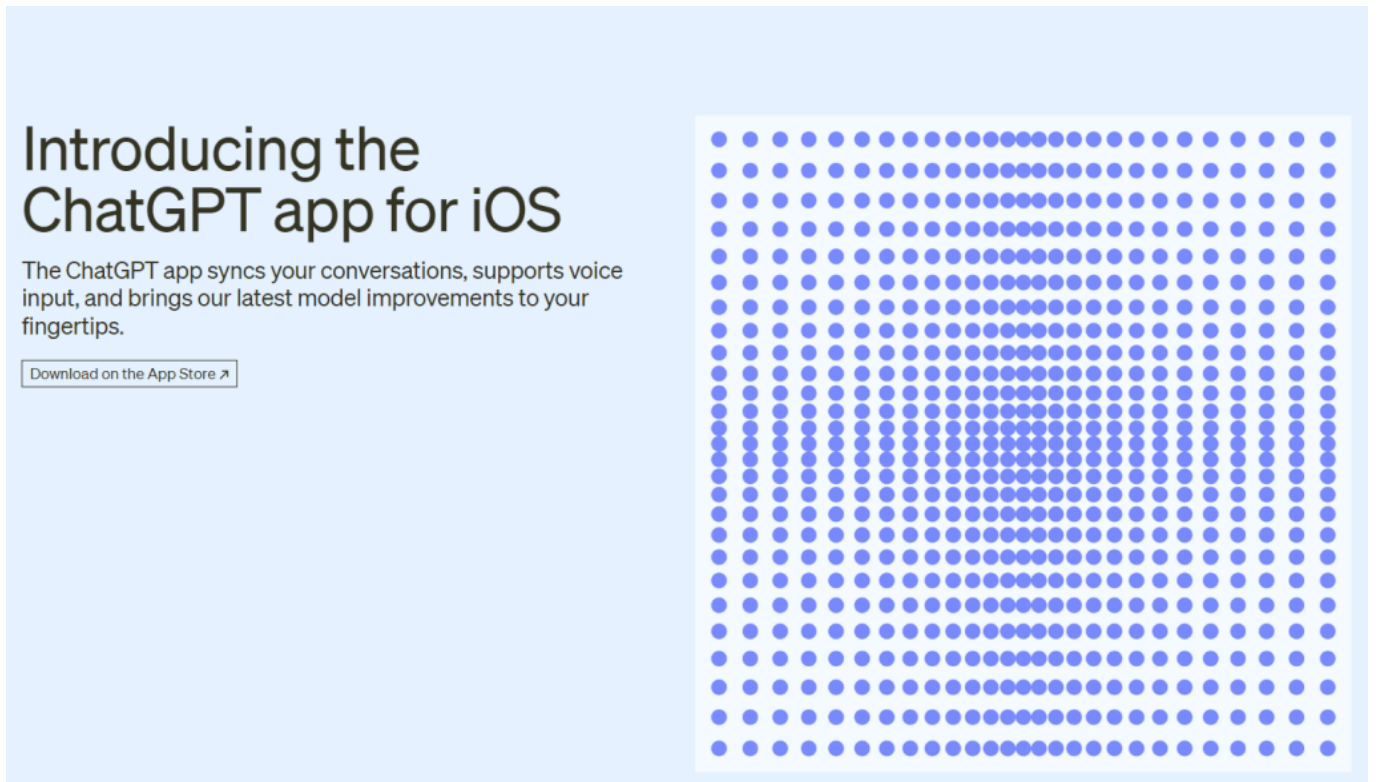 Introducing the
ChatGPT app for iOS
The ChatGPT app syncs your conversations, supports voice
input, and brings our latest model improvements to your
fingertips.
Download on the App Store ↗